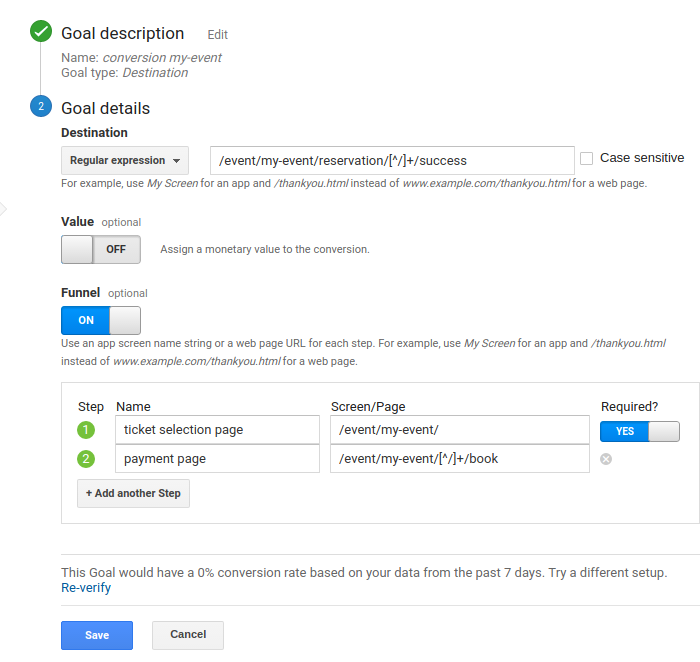 Goal description Edit
Name: conversion my-event
Goal type: Destination
2 Goal details
Destination
Regular expression /event/my-event/reservation/[^/]+/success Case sensitive
For example, use My Screen for an app and /thankyou.html instead of www.example.com/thankyou.html for a web page.
Value optional
OFF Assign a monetary value to the conversion.
Funnel optional
ON
Use an app screen name string or a web page URL for each step. For example, use My Screen for an app and /thankyou.html
instead of www.example.com/thankyou.html for a web page.
Step Name Screen/Page Required?
1 ticket selection page /event/my-event/ YES
2 payment page /event/my-event/[^/]+/book
+ Add another Step
This Goal would have a 0% conversion rate based on your data from the past 7 days. Try a different setup.
Re-verify
Save Cancel